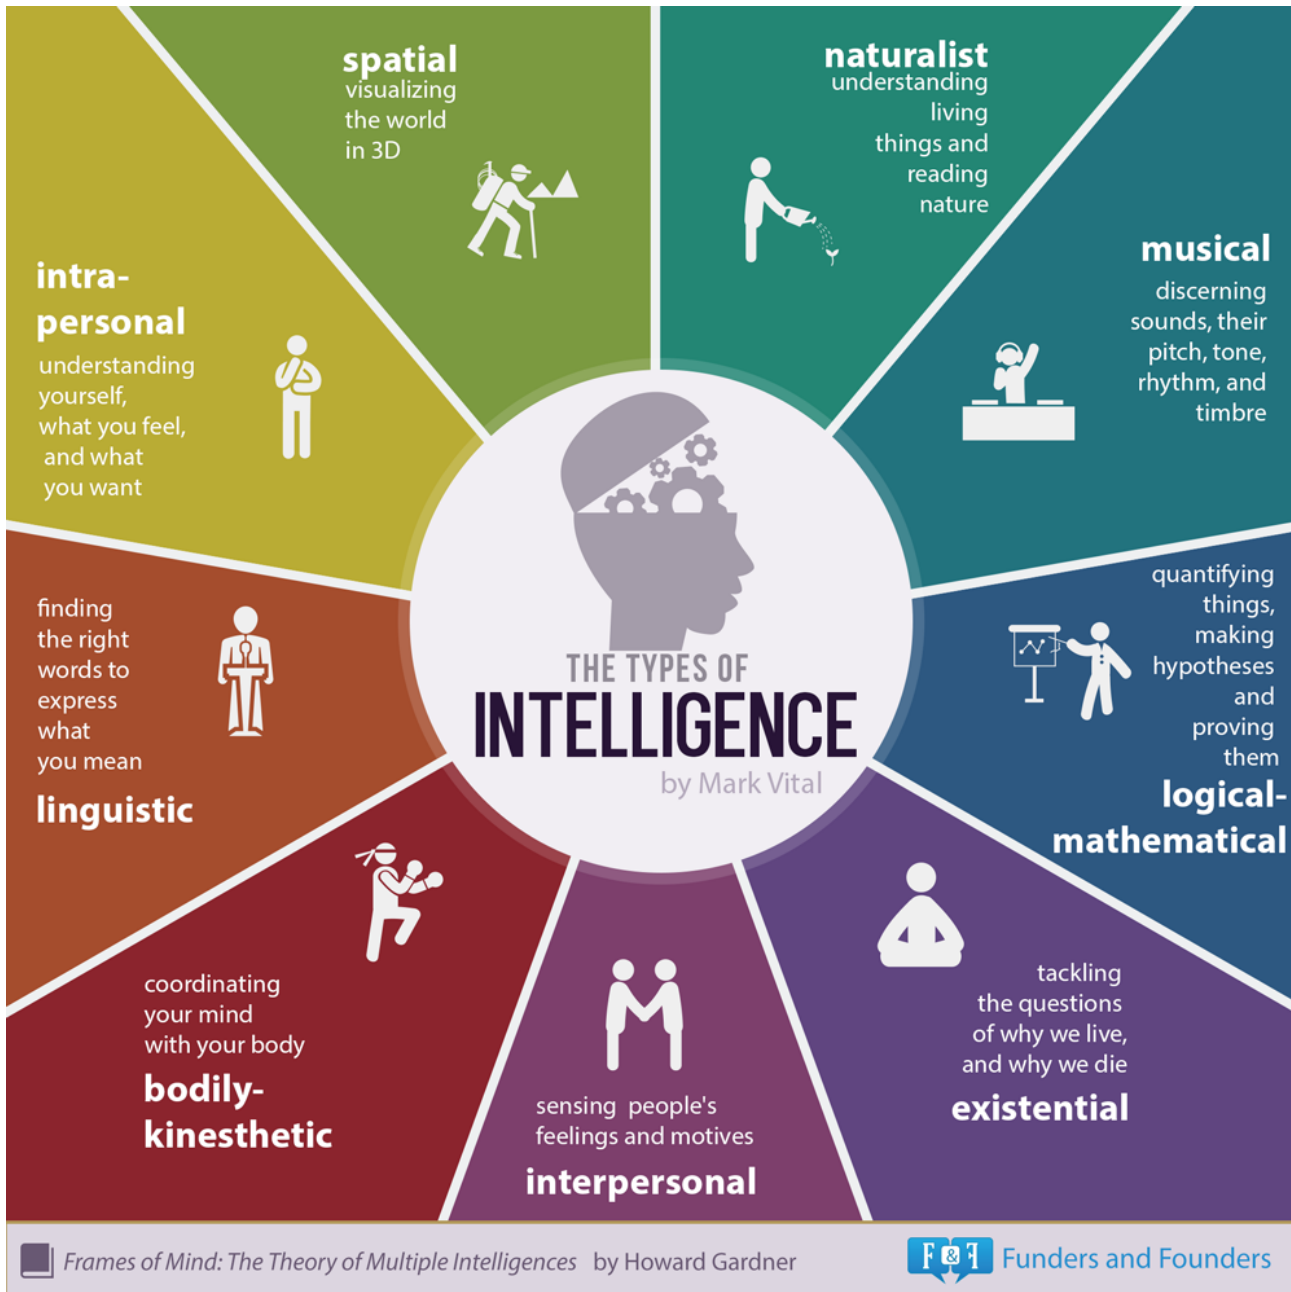 spatial
visualizing
the world
in 3D
naturalist
understanding
living
things and
reading
nature
musical
discerning
sounds, their
pitch, tone,
rhythm, and
timbre
quantifying
things,
making
hypotheses
and
proving
them
logical-
mathematical
tackling
the questions
of why we live,
and why we die
existential
sensing people's
feelings and motives
interpersonal
coordinating
your mind
with your body
bodily-
kinesthetic
finding
the right
words to
express
what
you mean
linguistic
intra-
personal
understanding
yourself,
what you feel,
and what
you want
THE TYPES OF
INTELLIGENCE
by Mark Vital
Frames of Mind: The Theory of Multiple Intelligences by Howard Gardner
F&F Funders and Founders